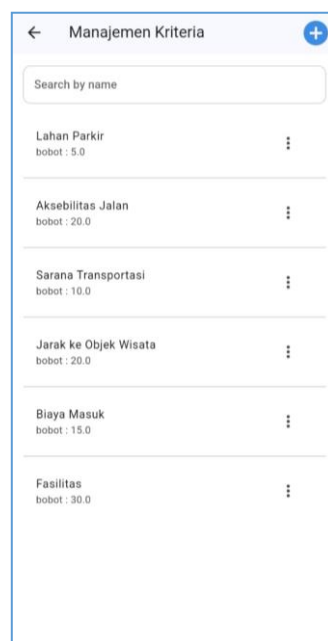 Manajemen Kriteria
Search by name
Lahan Parkir
bobot : 5.0
Aksebilitas Jalan
bobot : 20.0
Sarana Transportasi
bobot : 10.0
Jarak ke Objek Wisata
bobot : 20.0
Biaya Masuk
bobot : 15.0
Fasilitas
bobot : 30.0